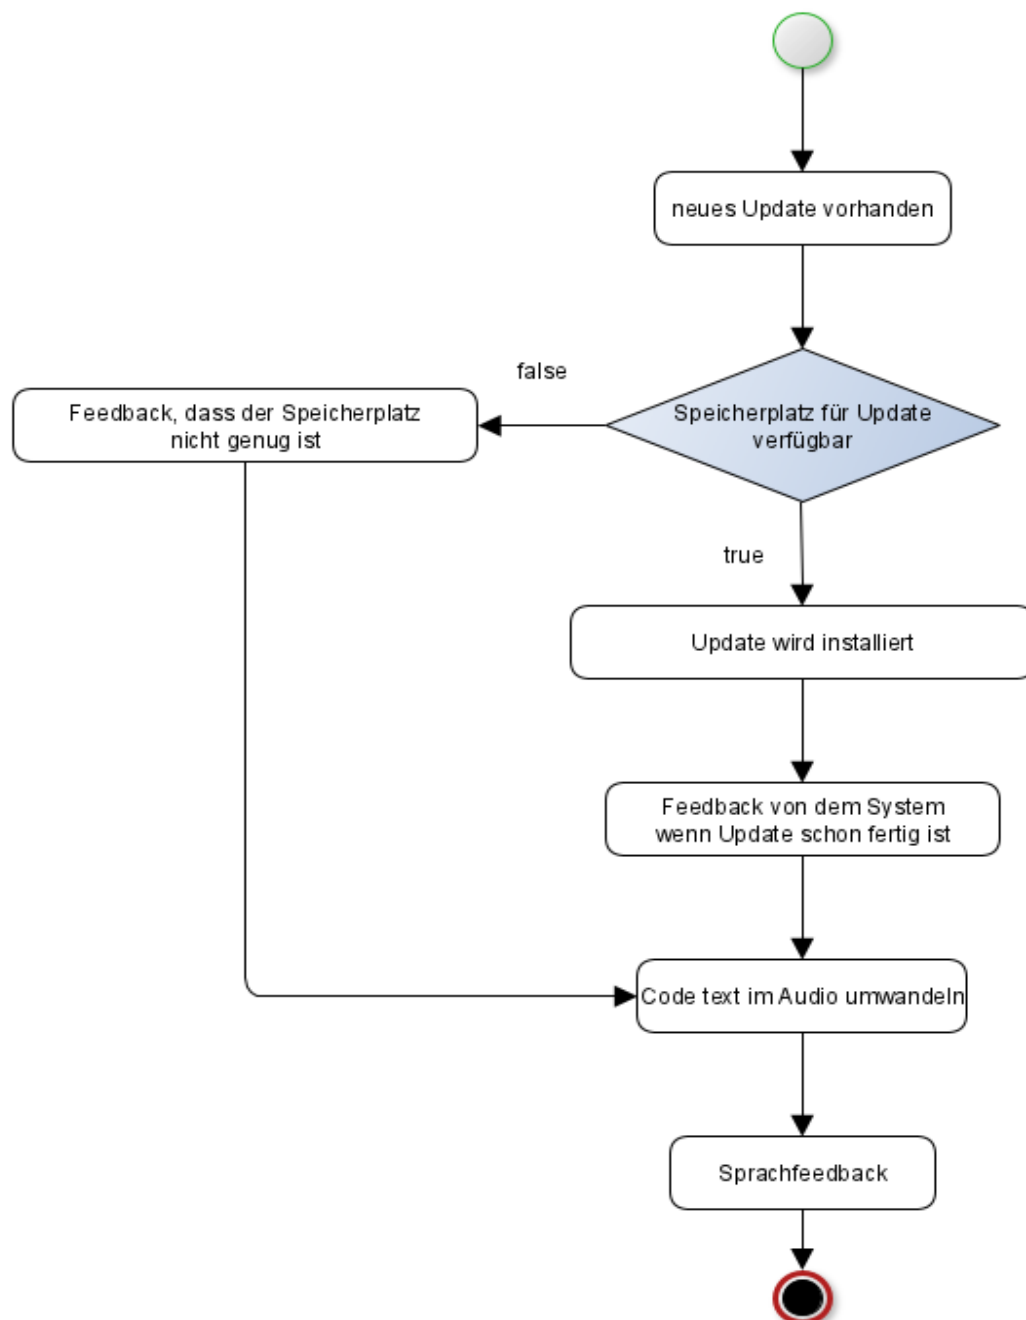 neues Update vorhanden
false
Feedback, dass der Speicherplatz
nicht genug ist
Speicherplatz für Update
verfügbar
true
Update wird installiert
Feedback von dem System
wenn Update schon fertig ist
Code text im Audio umwandeln
Sprachfeedback